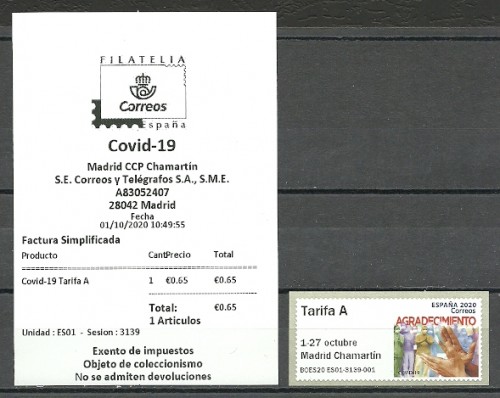 FILATELIA
Correos
España
Covid-19
Madrid CCP Chamartín
S.E. Correos y Telégrafos S.A., S.M.E.
A83052407
28042 Madrid
Fecha
01/10/2020 10:49:55
Factura Simplificada
Producto Cant Precio Total
Covid-19 Tarifa A 1 €0.65 €0.65
Total: €0.65
1 Articulos
Unidad : ES01 - Sesion : 3139
Exento de impuestos
Objeto de coleccionismo
No se admiten devoluciones
Tarifa A
1-27 octubre
Madrid Chamartín
BOES20 ES01-3139-001
ESPAÑA 2020
Correos
AGRADECIMIENTO